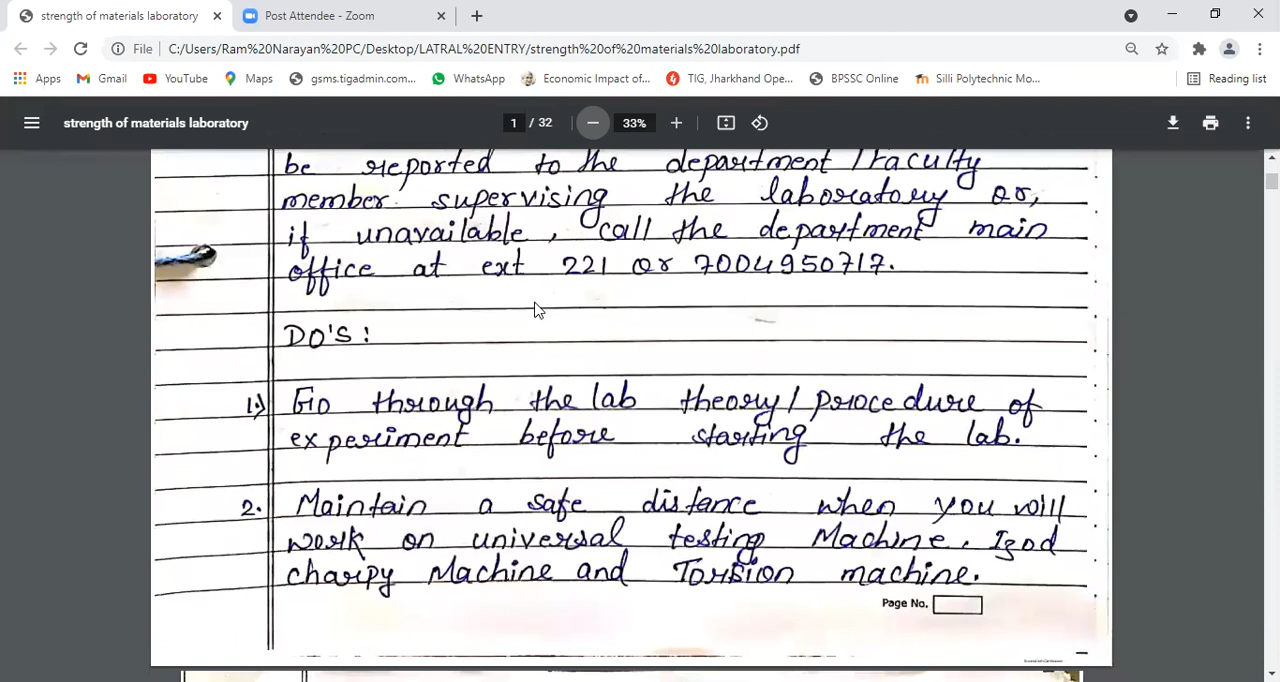 strength of materials laboratory
Post Attendee - Zoom
File C:/Users/Ram%20Narayan%20PC/Desktop/LATRAL%20ENTRY/strength%20of%20materials%20laboratory.pdf
Apps Gmail YouTube Maps gsms.tigadmin.com... WhatsApp Economic Impact of... TIG, Jharkhand Ope... BPSSC Online Silli Polytechnic Mo... Reading list
strength of materials laboratory 1 / 32 33%
be reported to the department / Faculty
member supervising the laboratory or,
if unavailable, call the department main
office at ext 221 or 7004950717.
DO'S :
1.) Go through the lab theory / procedure of
experiment before starting the lab.
2. Maintain a safe distance when you will
work on universal testing Machine, Izod
charpy Machine and Torsion machine.
Page No.